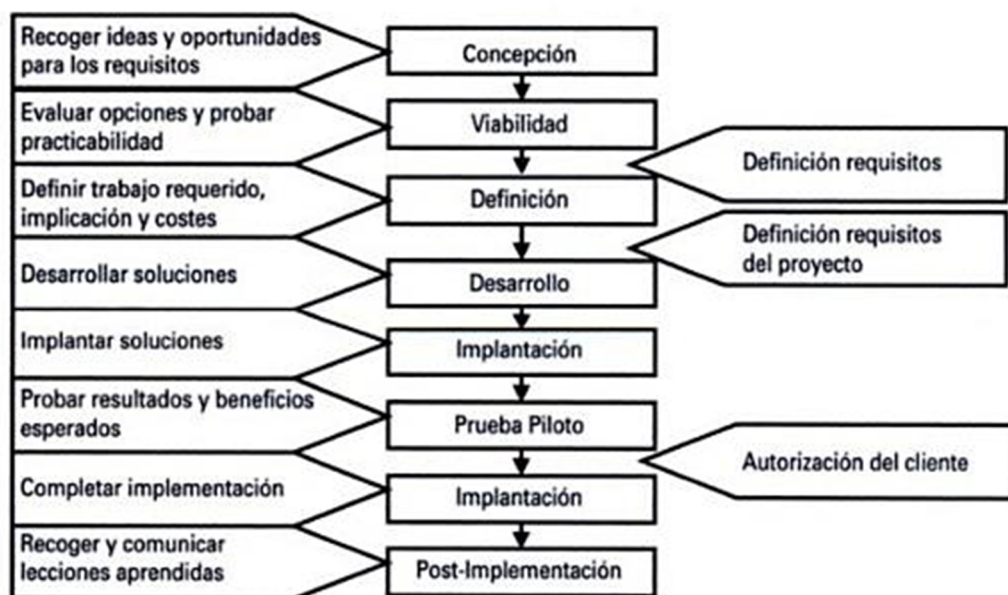 Recoger ideas y oportunidades
para los requisitos
Concepción
Evaluar opciones y probar
practicabilidad
Viabilidad
Definición requisitos
Definir trabajo requerido,
implicación y costes
Definición
Definición requisitos
del proyecto
Desarrollar soluciones
Desarrollo
Implantar soluciones
Implantación
Probar resultados y beneficios
esperados
Prueba Piloto
Autorización del cliente
Completar implementación
Implantación
Recoger y comunicar
lecciones aprendidas
Post-Implementación